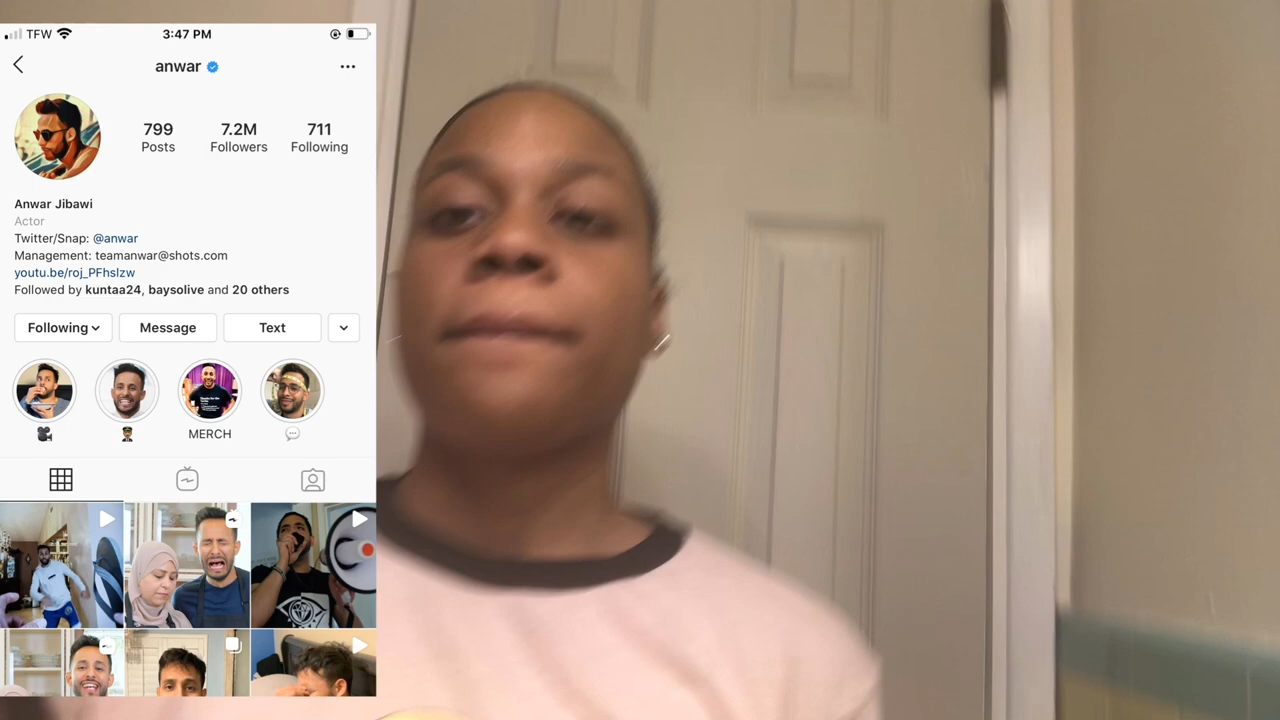 TFW 3:47 PM
anwar
799 7.2M 711
Posts Followers Following
Anwar Jibawi
Actor
Twitter/Snap: @anwar
Management: teamanwar@shots.com
youtu.be/roj_PFhsIzw
Followed by kuntaa24, baysolive and 20 others
Following Message Text
MERCH